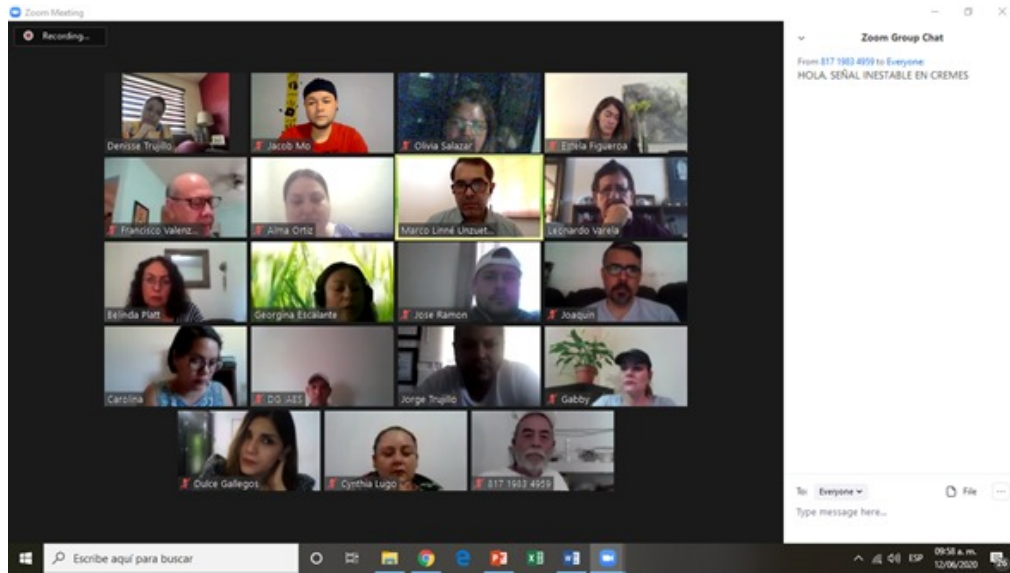 Zoom Meeting
Recording...
Denisse Trujillo
Jacob Mo
Olivia Salazar
Estela Figueroa
Francisco Valenz...
Alma Ortiz
Marco Linné Unzuet...
Leonardo Varela
Belinda Platt
Georgina Escalante
Jose Ramon
Joaquin
Carolina
DG IAES
Jorge Trujillo
Gabby
Dulce Gallegos
Cynthia Lugo
817 1983 4959
Zoom Group Chat
From 817 1983 4959 to Everyone:
HOLA, SEÑAL INESTABLE EN CREMES
To: Everyone
File
Type message here...
Escribe aquí para buscar
ESP
09:58 a. m.
12/06/2020
26